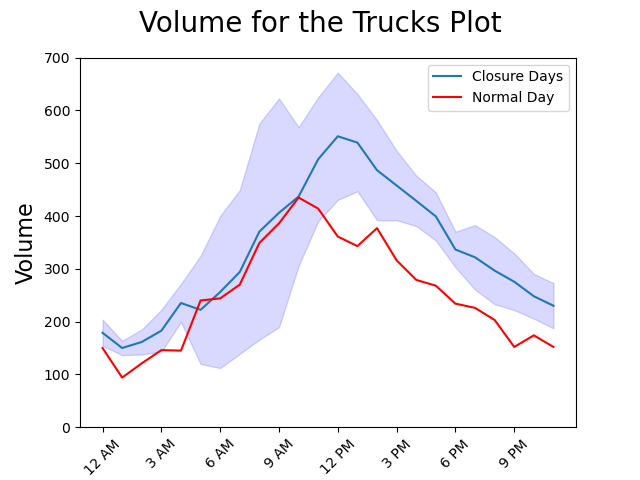 Volume for the Trucks Plot
700
600
500
400
300
200
100
0
Volume
Closure Days
Normal Day
12 AM
3 AM
6 AM
9 AM
12 PM
3 PM
6 PM
9 PM